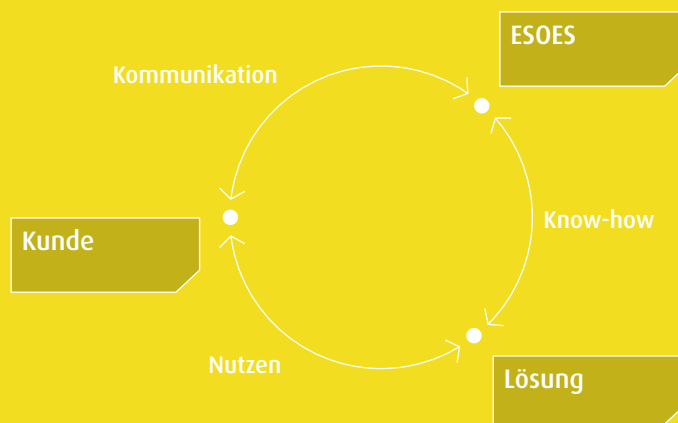 ESOES
Kommunikation
Know-how
Kunde
Nutzen
Lösung